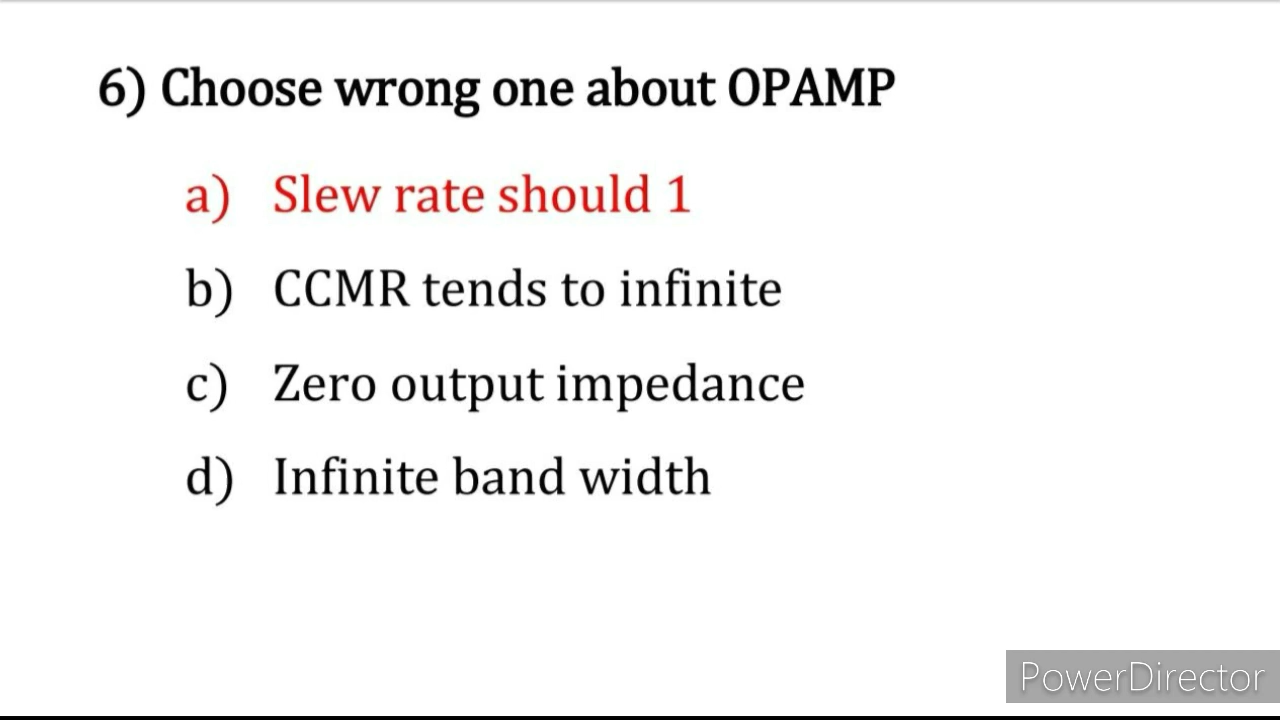 6) Choose wrong one about OPAMP
a) Slew rate should 1
b) CCMR tends to infinite
c) Zero output impedance
d) Infinite band width
PowerDirector